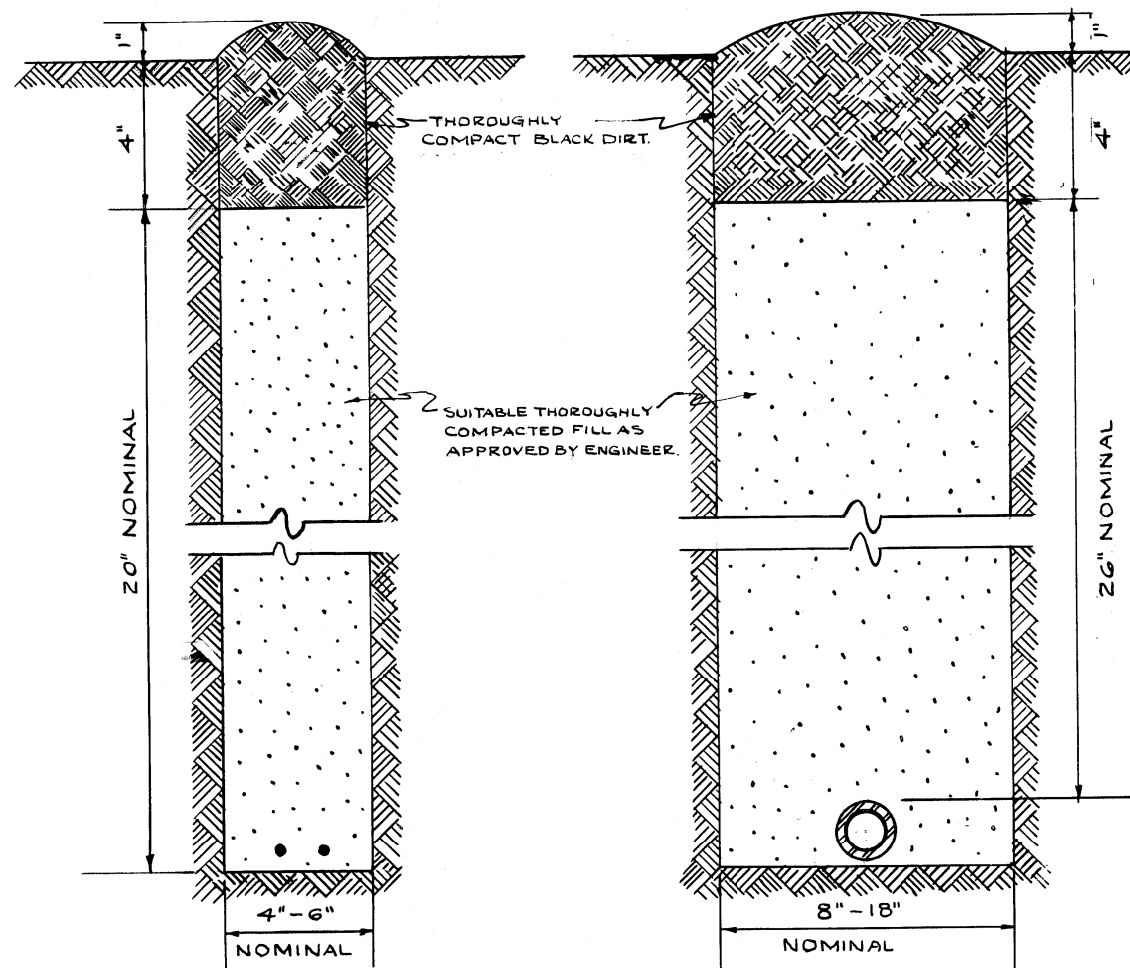 1"
1"
4"
4"
THOROUGHLY
COMPACT BLACK DIRT.
SUITABLE THOROUGHLY
COMPACTED FILL AS
APPROVED BY ENGINEER.
20" NOMINAL
26" NOMINAL
4"-6"
NOMINAL
8"-18"
NOMINAL